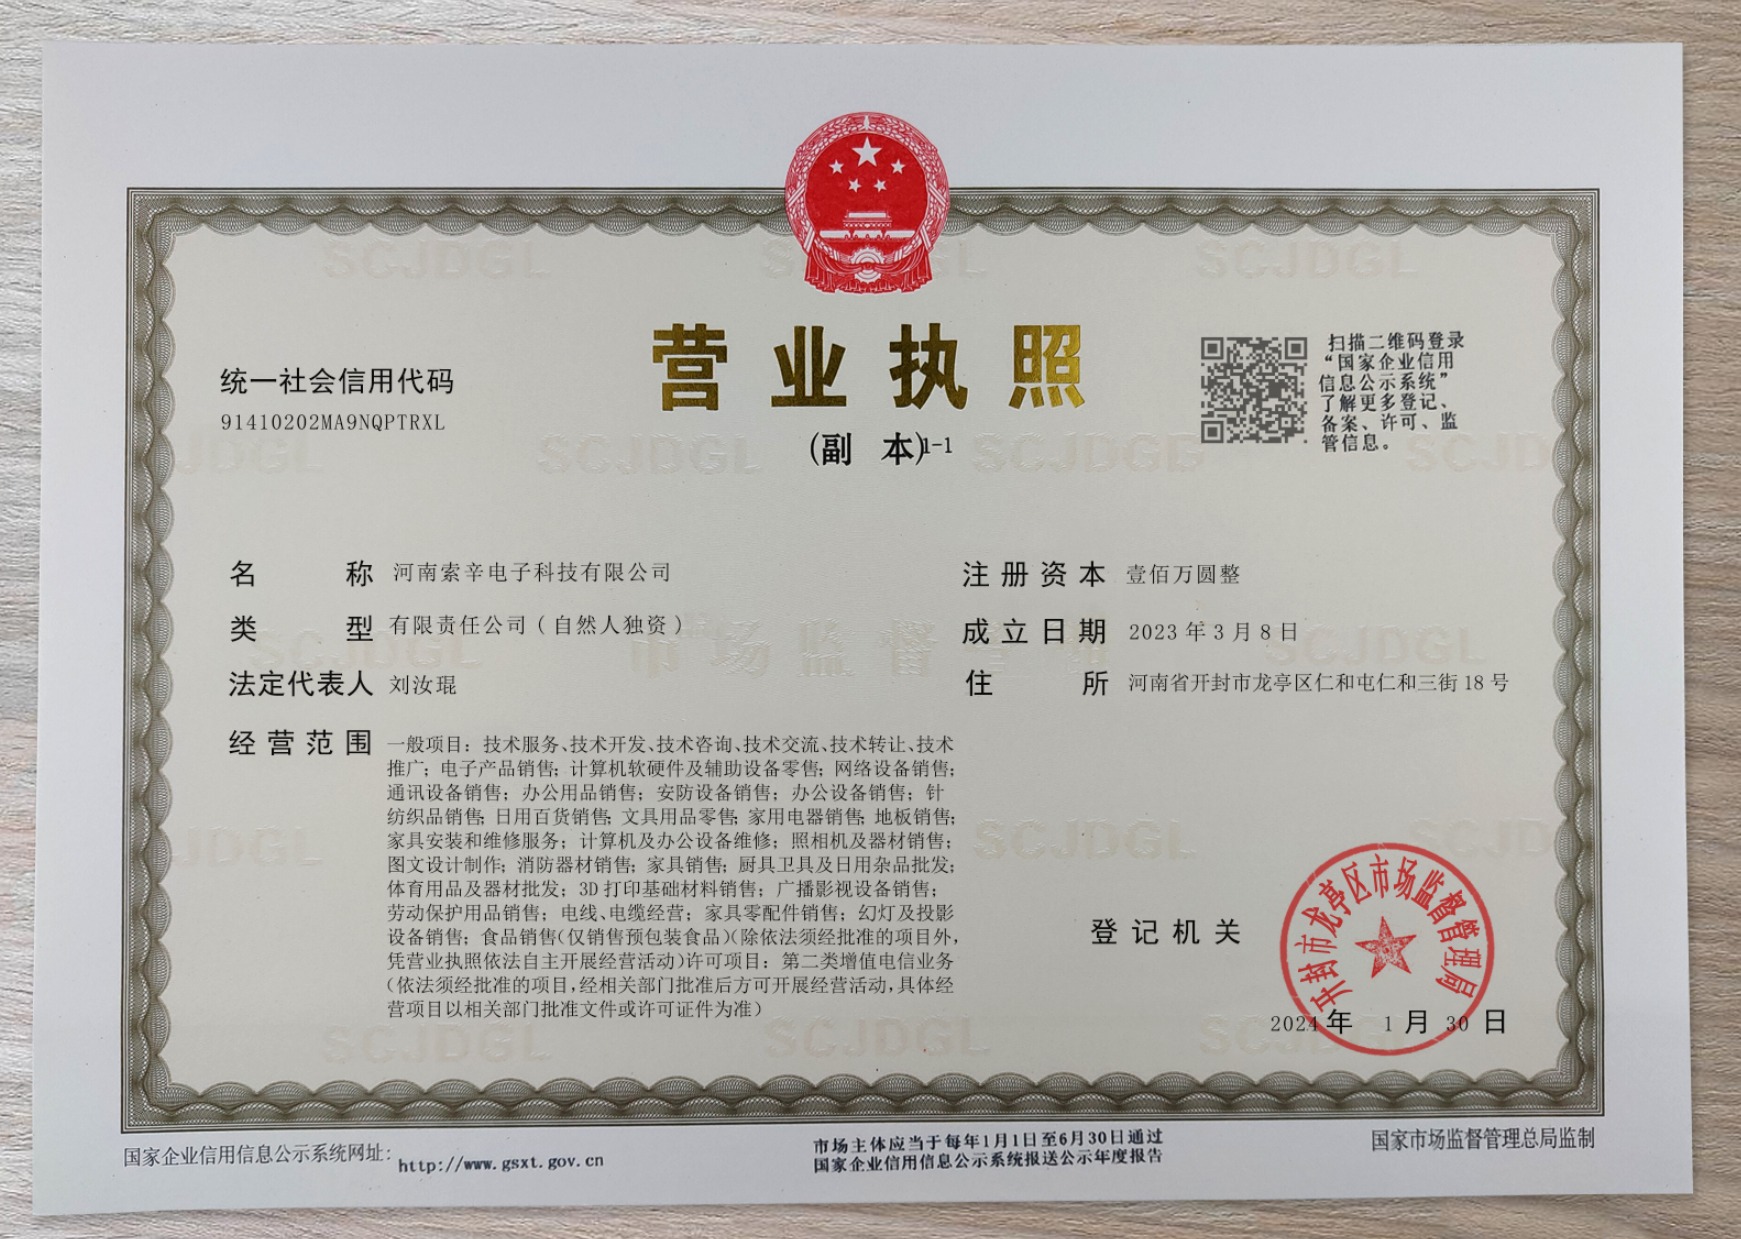 营业执照
(副 本)1-1
统一社会信用代码
91410202MA9NQPTRXL
扫描二维码登录
“国家企业信用
信息公示系统”
了解更多登记、
备案、许可、监
管信息。
名 称 河南索辛电子科技有限公司
类 型 有限责任公司（自然人独资）
法定代表人 刘汝琨
经营范围 一般项目：技术服务、技术开发、技术咨询、技术交流、技术转让、技术
推广；电子产品销售；计算机软硬件及辅助设备零售；网络设备销售；
通讯设备销售；办公用品销售；安防设备销售；办公设备销售；针
纺织品销售；日用百货销售；文具用品零售；家用电器销售；地板销售；
家具安装和维修服务；计算机及办公设备维修；照相机及器材销售；
图文设计制作；消防器材销售；家具销售；厨具卫具及日用杂品批发；
体育用品及器材批发；3D打印基础材料销售；广播影视设备销售；
劳动保护用品销售；电线、电缆经营；家具零配件销售；幻灯及投影
设备销售；食品销售（仅销售预包装食品）（除依法须经批准的项目外，
凭营业执照依法自主开展经营活动）许可项目：第二类增值电信业务
（依法须经批准的项目，经相关部门批准后方可开展经营活动，具体经
营项目以相关部门批准文件或许可证件为准）
注册资本 壹佰万圆整
成立日期 2023年3月8日
住 所 河南省开封市龙亭区仁和屯仁和三街18号
登记机关
开封市龙亭区市场监督管理局
2024年 1月30日
国家企业信用信息公示系统网址：http://www.gsxt.gov.cn
市场主体应当于每年1月1日至6月30日通过
国家企业信用信息公示系统报送公示年度报告
国家市场监督管理总局监制